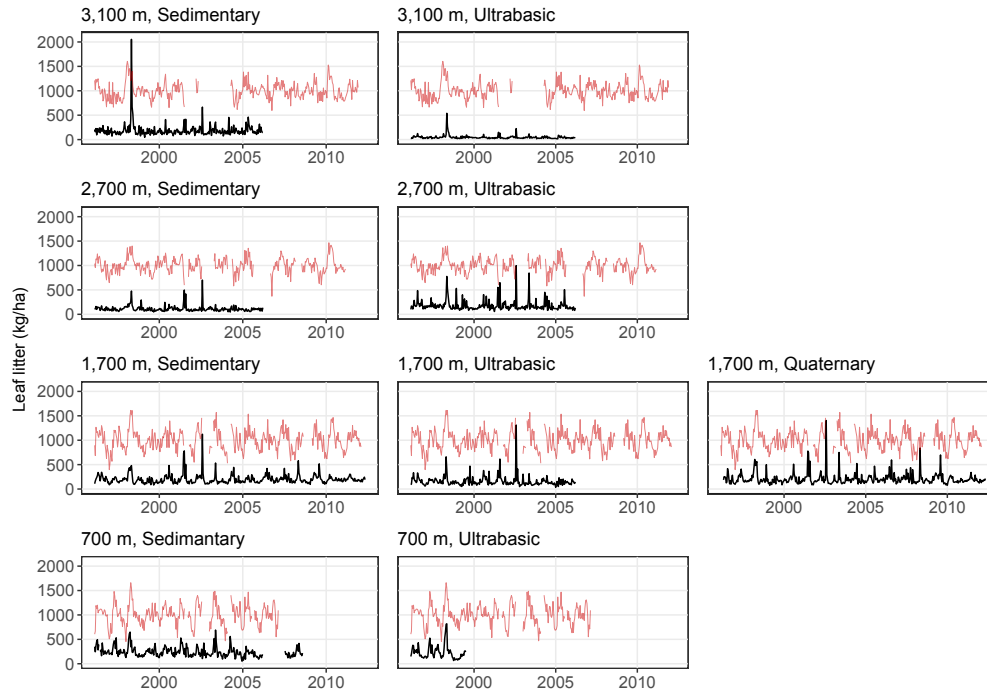 3,100 m, Sedimentary
3,100 m, Ultrabasic
2000
1500
1000
500
0
2000 2005 2010
2000 2005 2010
2,700 m, Sedimentary
2,700 m, Ultrabasic
2000
1500
1000
500
0
2000 2005 2010
2000 2005 2010
Leaf litter (kg/ha)
1,700 m, Sedimentary
1,700 m, Ultrabasic
1,700 m, Quaternary
2000
1500
1000
500
0
2000 2005 2010
2000 2005 2010
2000 2005 2010
700 m, Sedimantary
700 m, Ultrabasic
2000
1500
1000
500
0
2000 2005 2010
2000 2005 2010